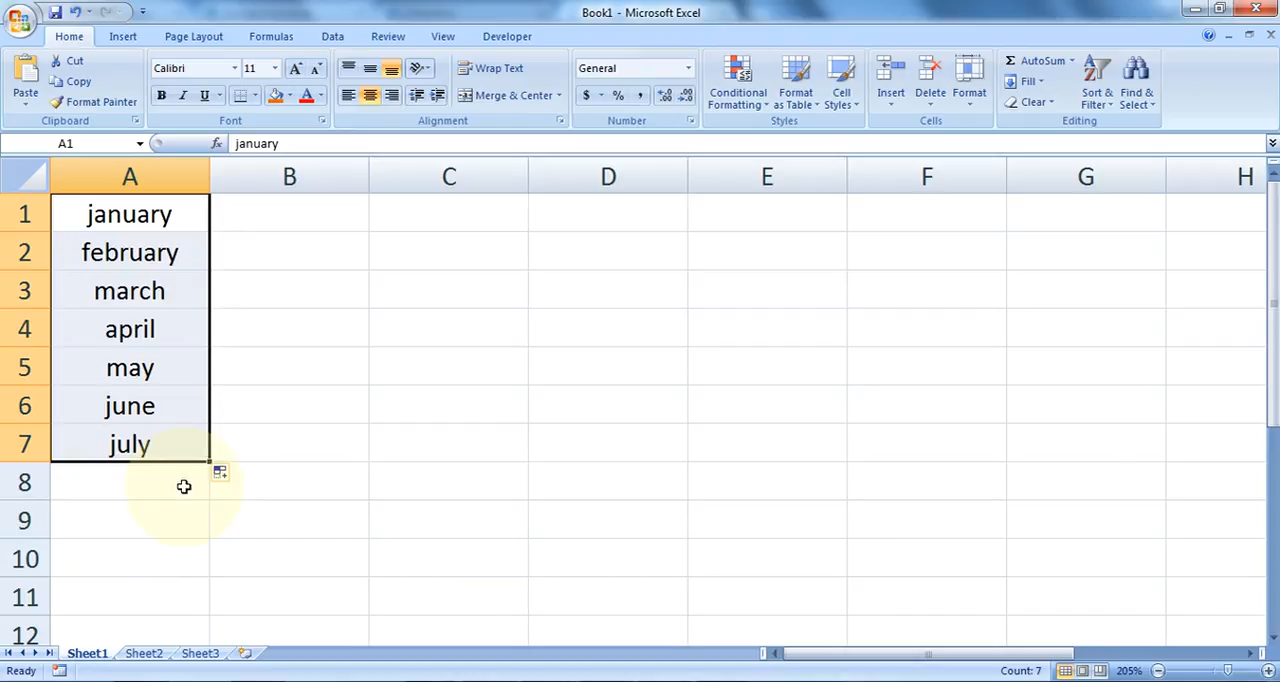 Book1 - Microsoft Excel
Home Insert Page Layout Formulas Data Review View Developer
Paste
Cut
Copy
Format Painter
Clipboard
Calibri 11
B I U
Font
Wrap Text
Merge & Center
Alignment
General
$ % ,
Number
Conditional Formatting
Format as Table
Cell Styles
Styles
Insert Delete Format
Cells
Σ AutoSum
Fill
Clear
Sort & Filter
Find & Select
Editing
A1 fx january
A B C D E F G H
1 january
2 february
3 march
4 april
5 may
6 june
7 july
8
9
10
11
12
Sheet1 Sheet2 Sheet3
Ready Count: 7 205%